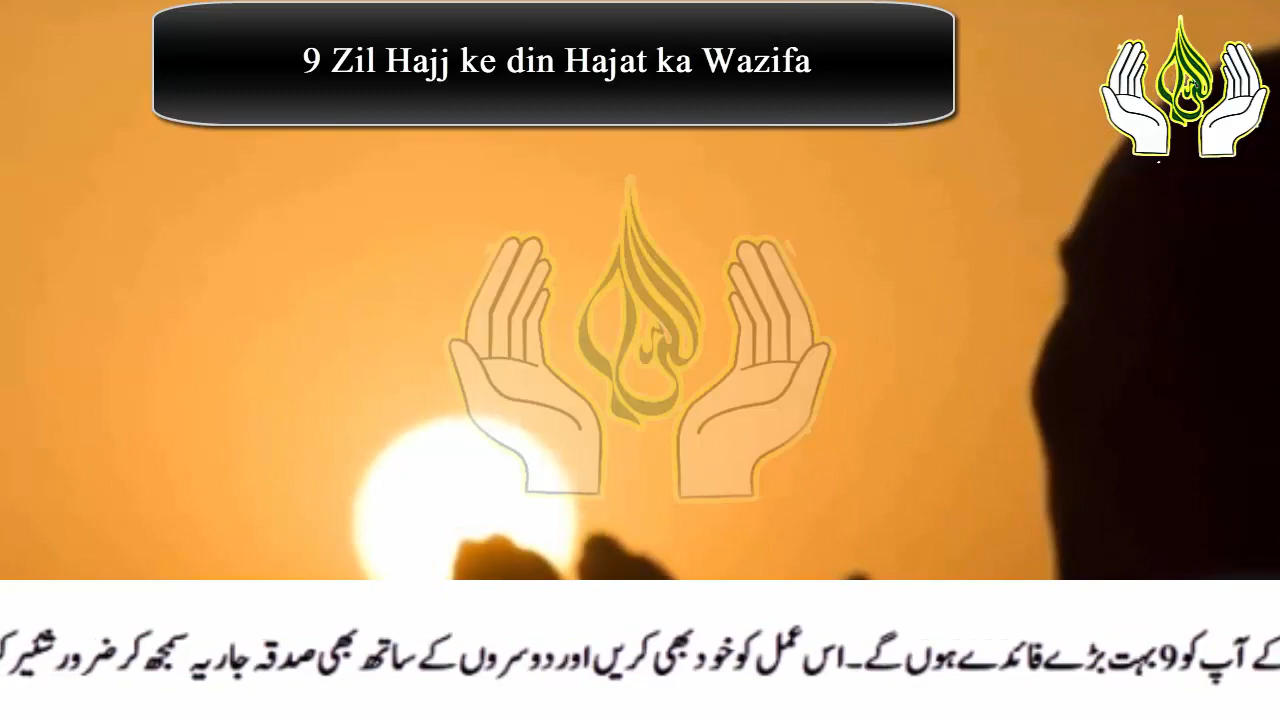 9 Zil Hajj ke din Hajat ka Wazifa
کے آپ کو 9 بہت بڑے فائدے ہوں گے۔ اس عمل کو خود بھی کریں اور دوسروں کے ساتھ بھی صدقہ جاریہ سمجھ کر ضرور شئیر